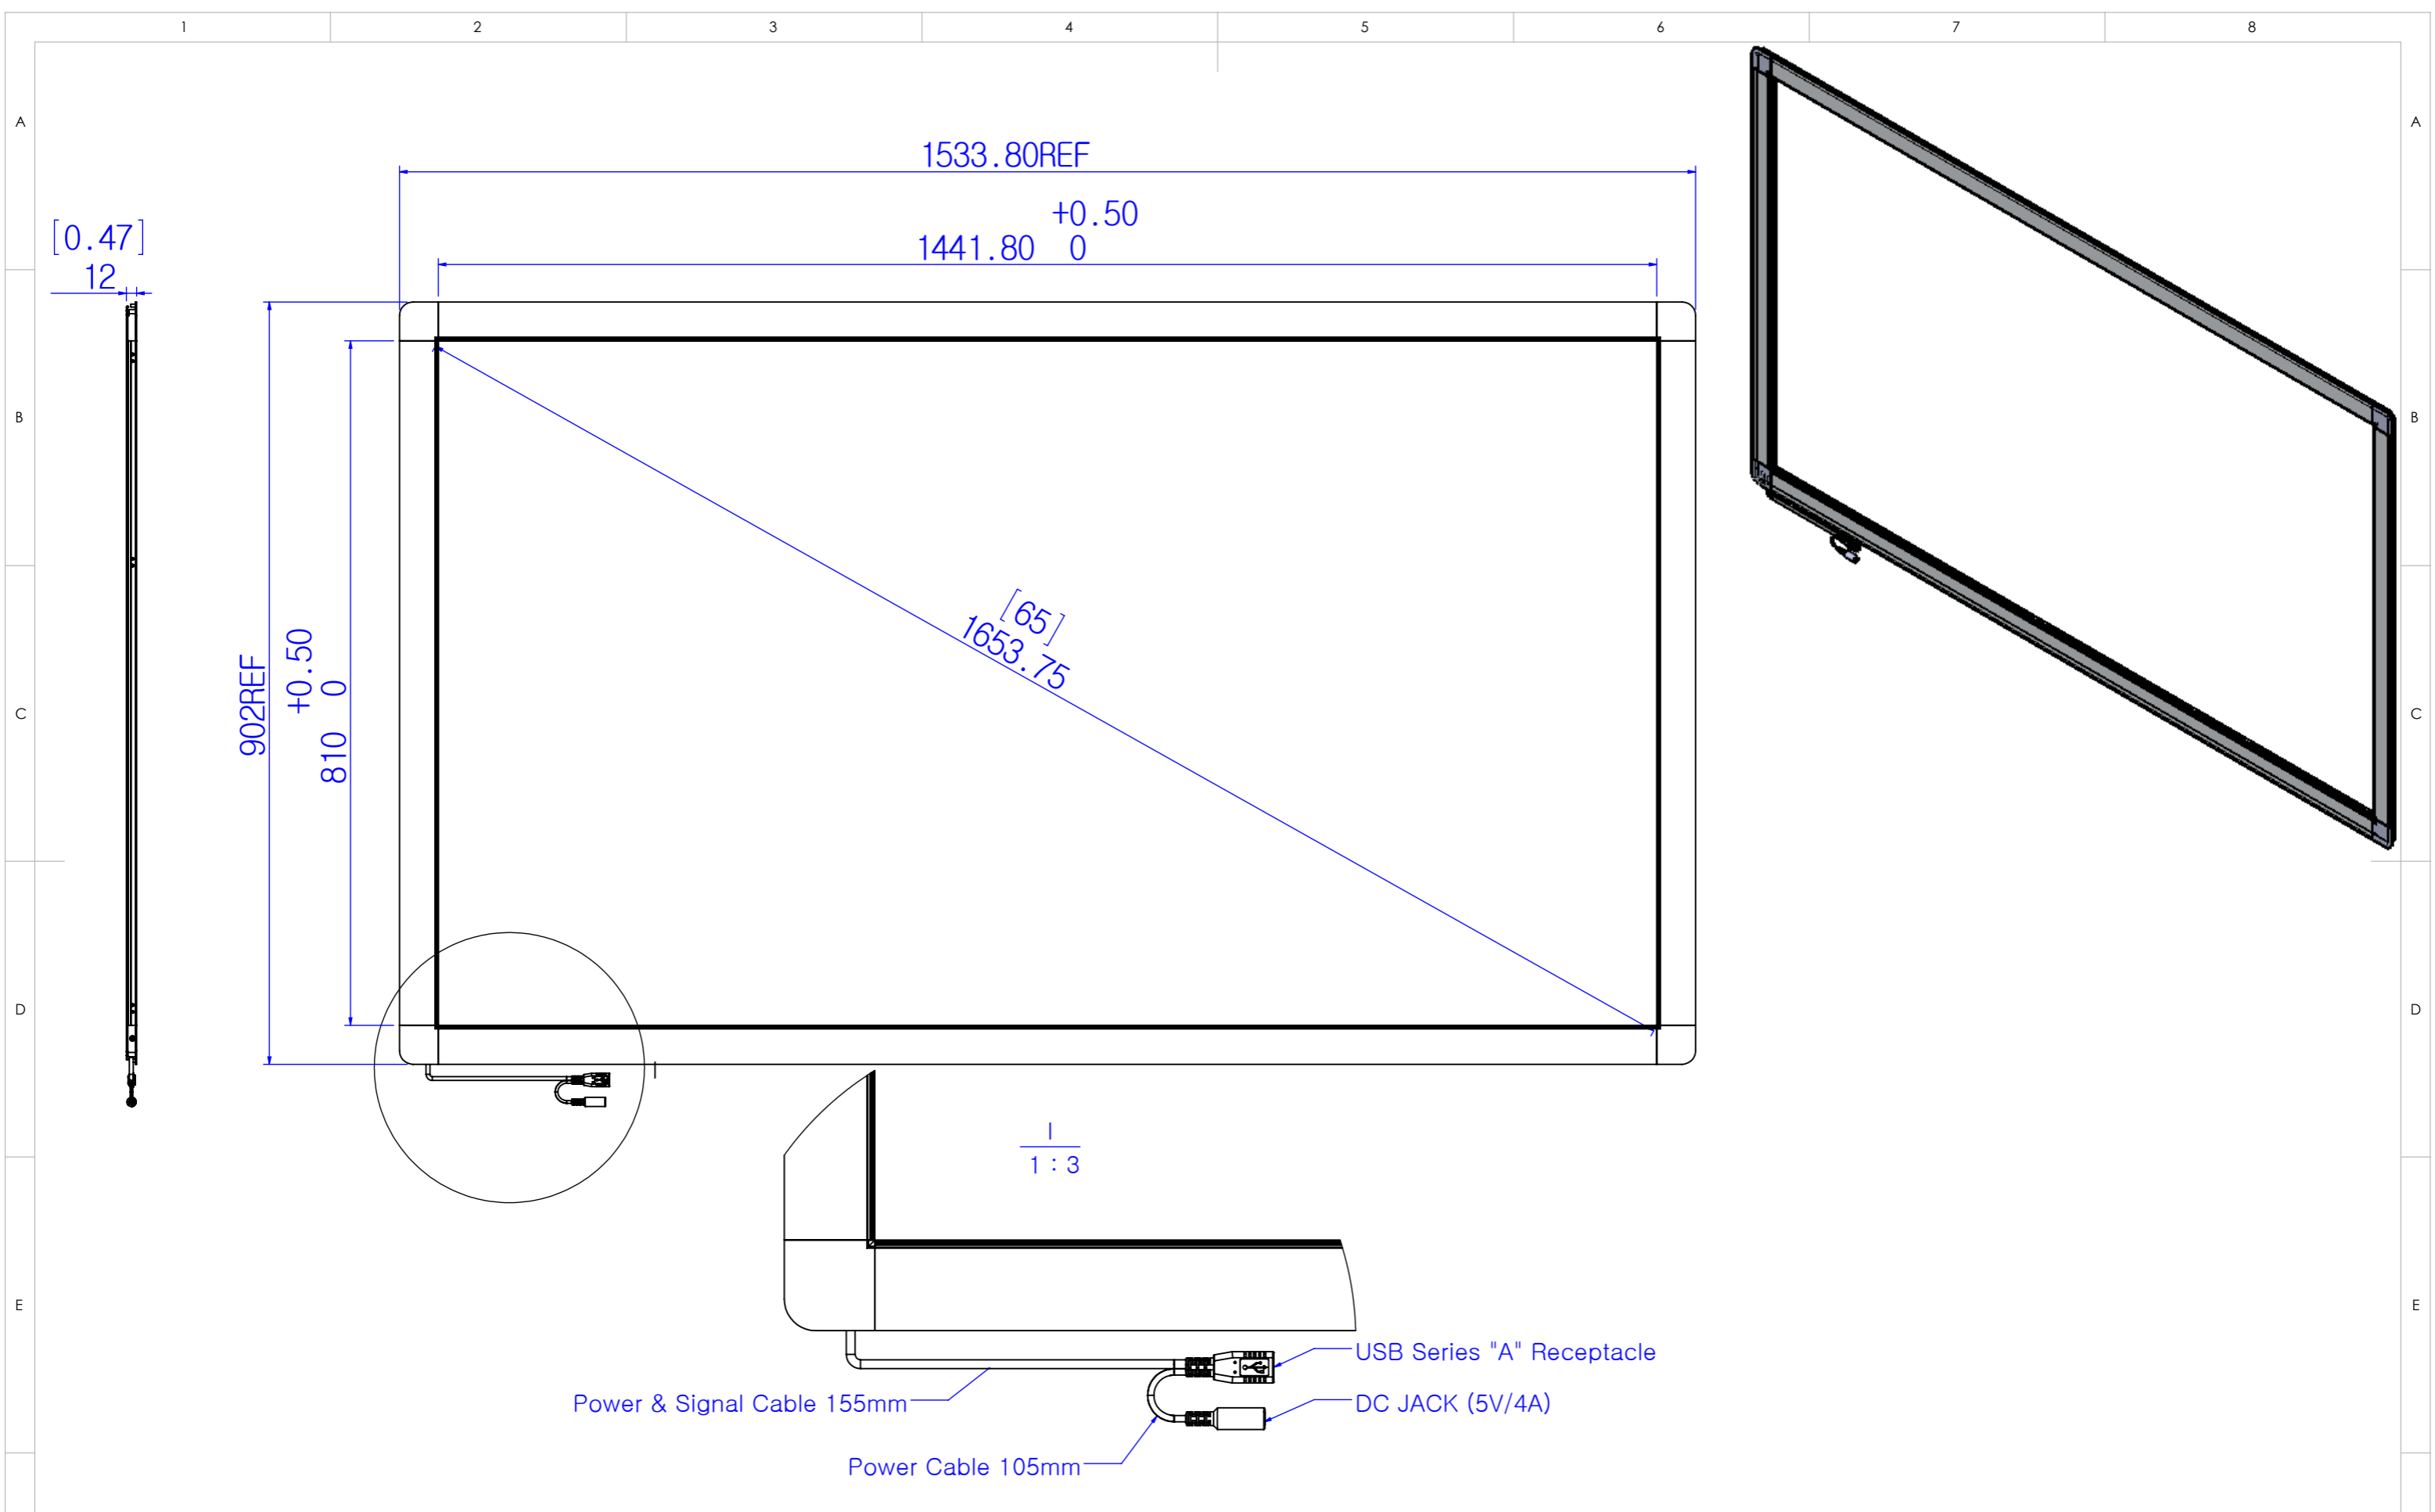 1 2 3 4 5 6 7 8
A A
1533.80REF
+0.50
1441.80 0
[0.47]
12
B B
[65]
1653.75
902REF
+0.50
810 0
C C
D D
I
I
1 : 3
E E
USB Series "A" Receptacle
Power & Signal Cable 155mm
DC JACK (5V/4A)
Power Cable 105mm